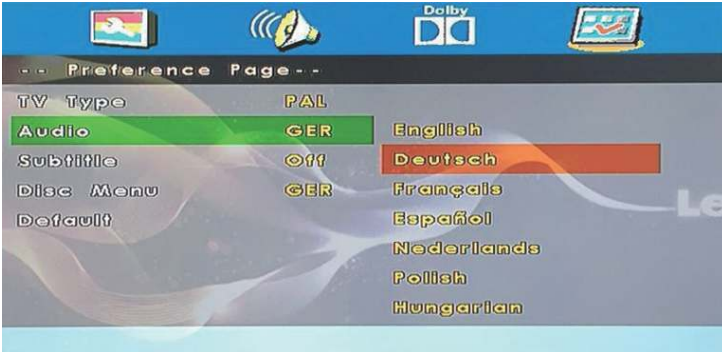 Dolby
-- Preference Page--
TV Type PAL
Audio GER English
Deutsch
Subtitle Off Français
Disc Menu GER Español
Default Nederlands
Polish
Hungarian
Le